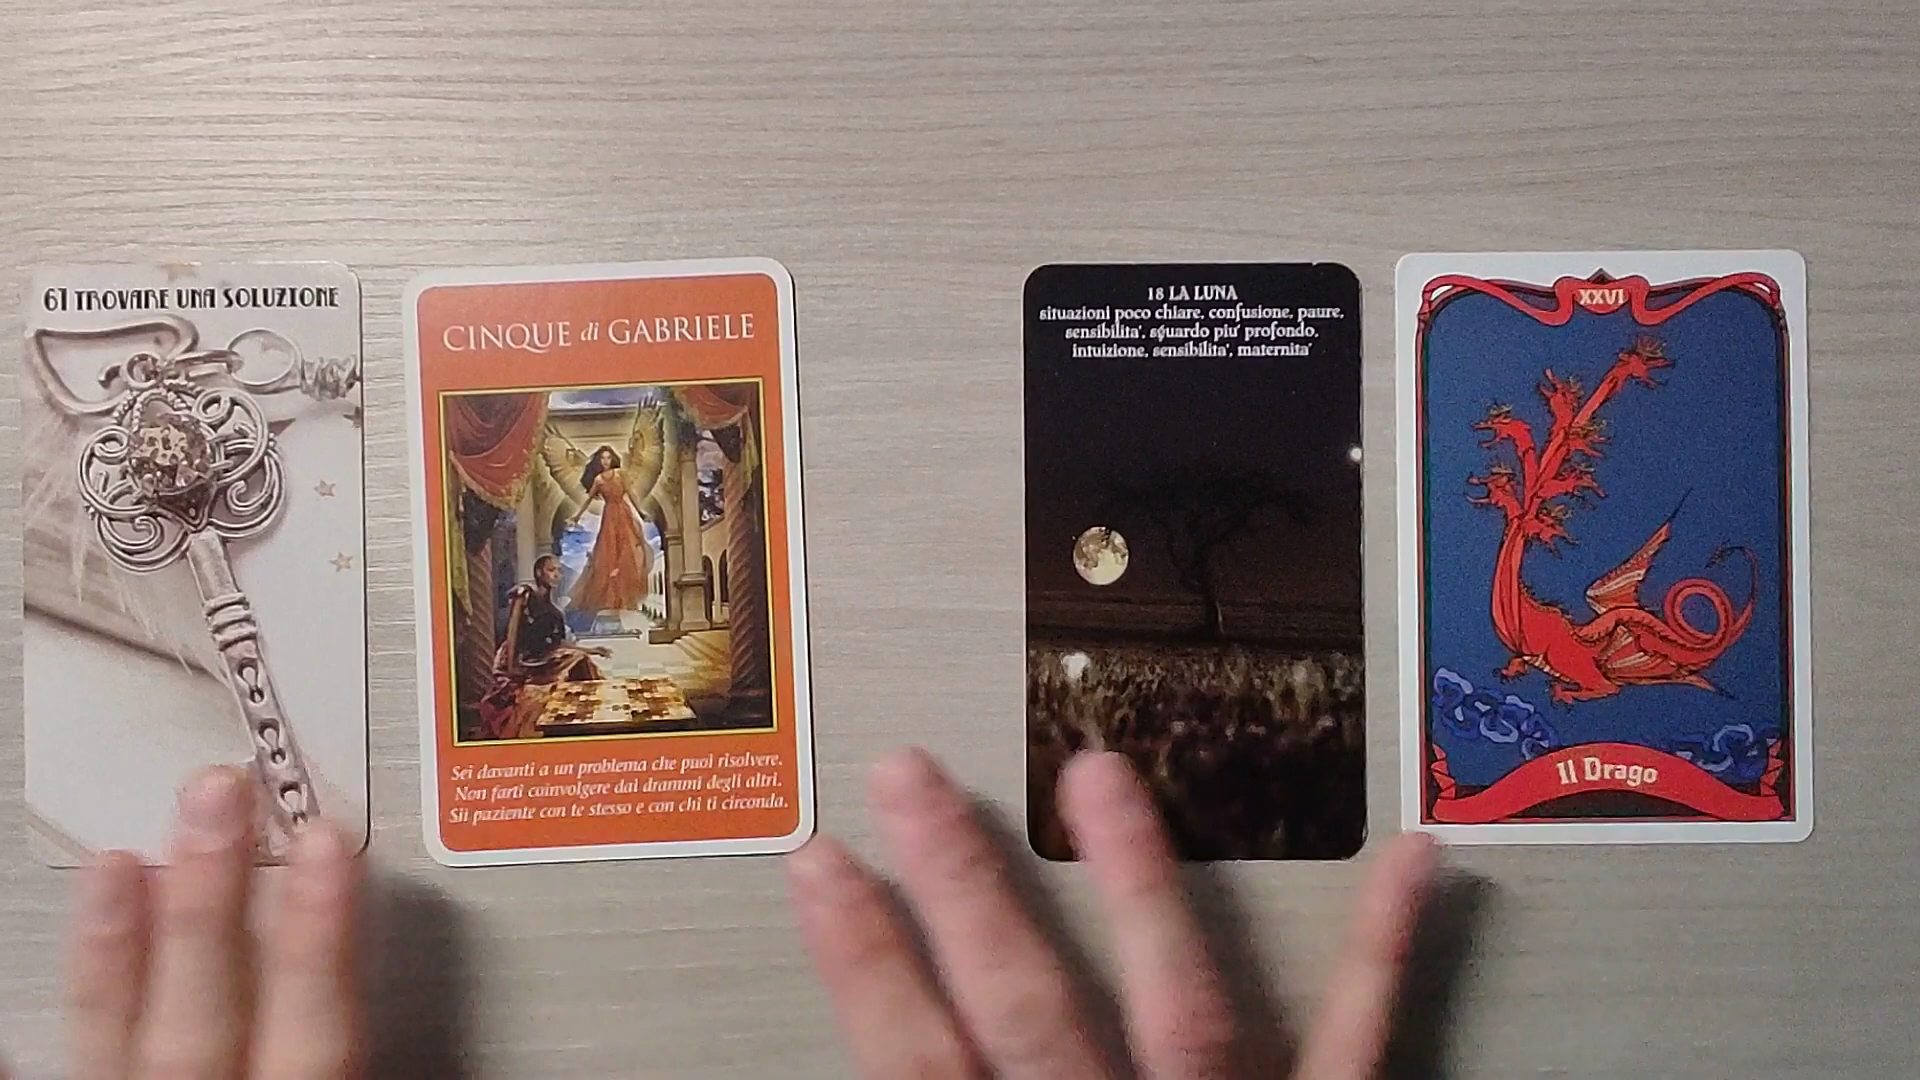 61 TROVARE UNA SOLUZIONE
CINQUE di GABRIELE
Sei davanti a un problema che puoi risolvere.
Non farti coinvolgere dai drammi degli altri.
Sii paziente con te stesso e con chi ti circonda.
18 LA LUNA
situazioni poco chiare, confusione, paure,
sensibilita', sguardo piu' profondo,
intuizione, sensibilita', maternita'
XXVI
Il Drago